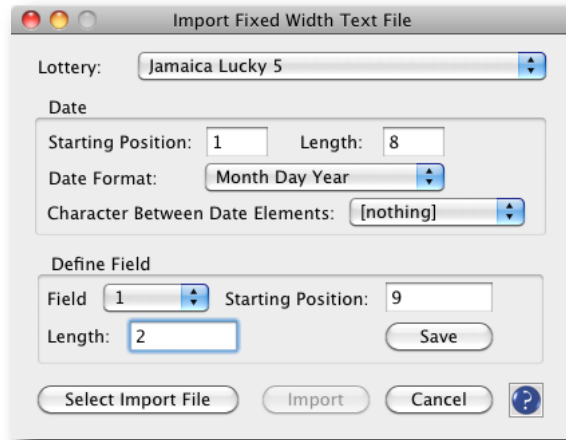 Import Fixed Width Text File
Lottery: Jamaica Lucky 5
Date
Starting Position: 1 Length: 8
Date Format: Month Day Year
Character Between Date Elements: [nothing]
Define Field
Field 1 Starting Position: 9
Length: 2 Save
Select Import File Import Cancel ?